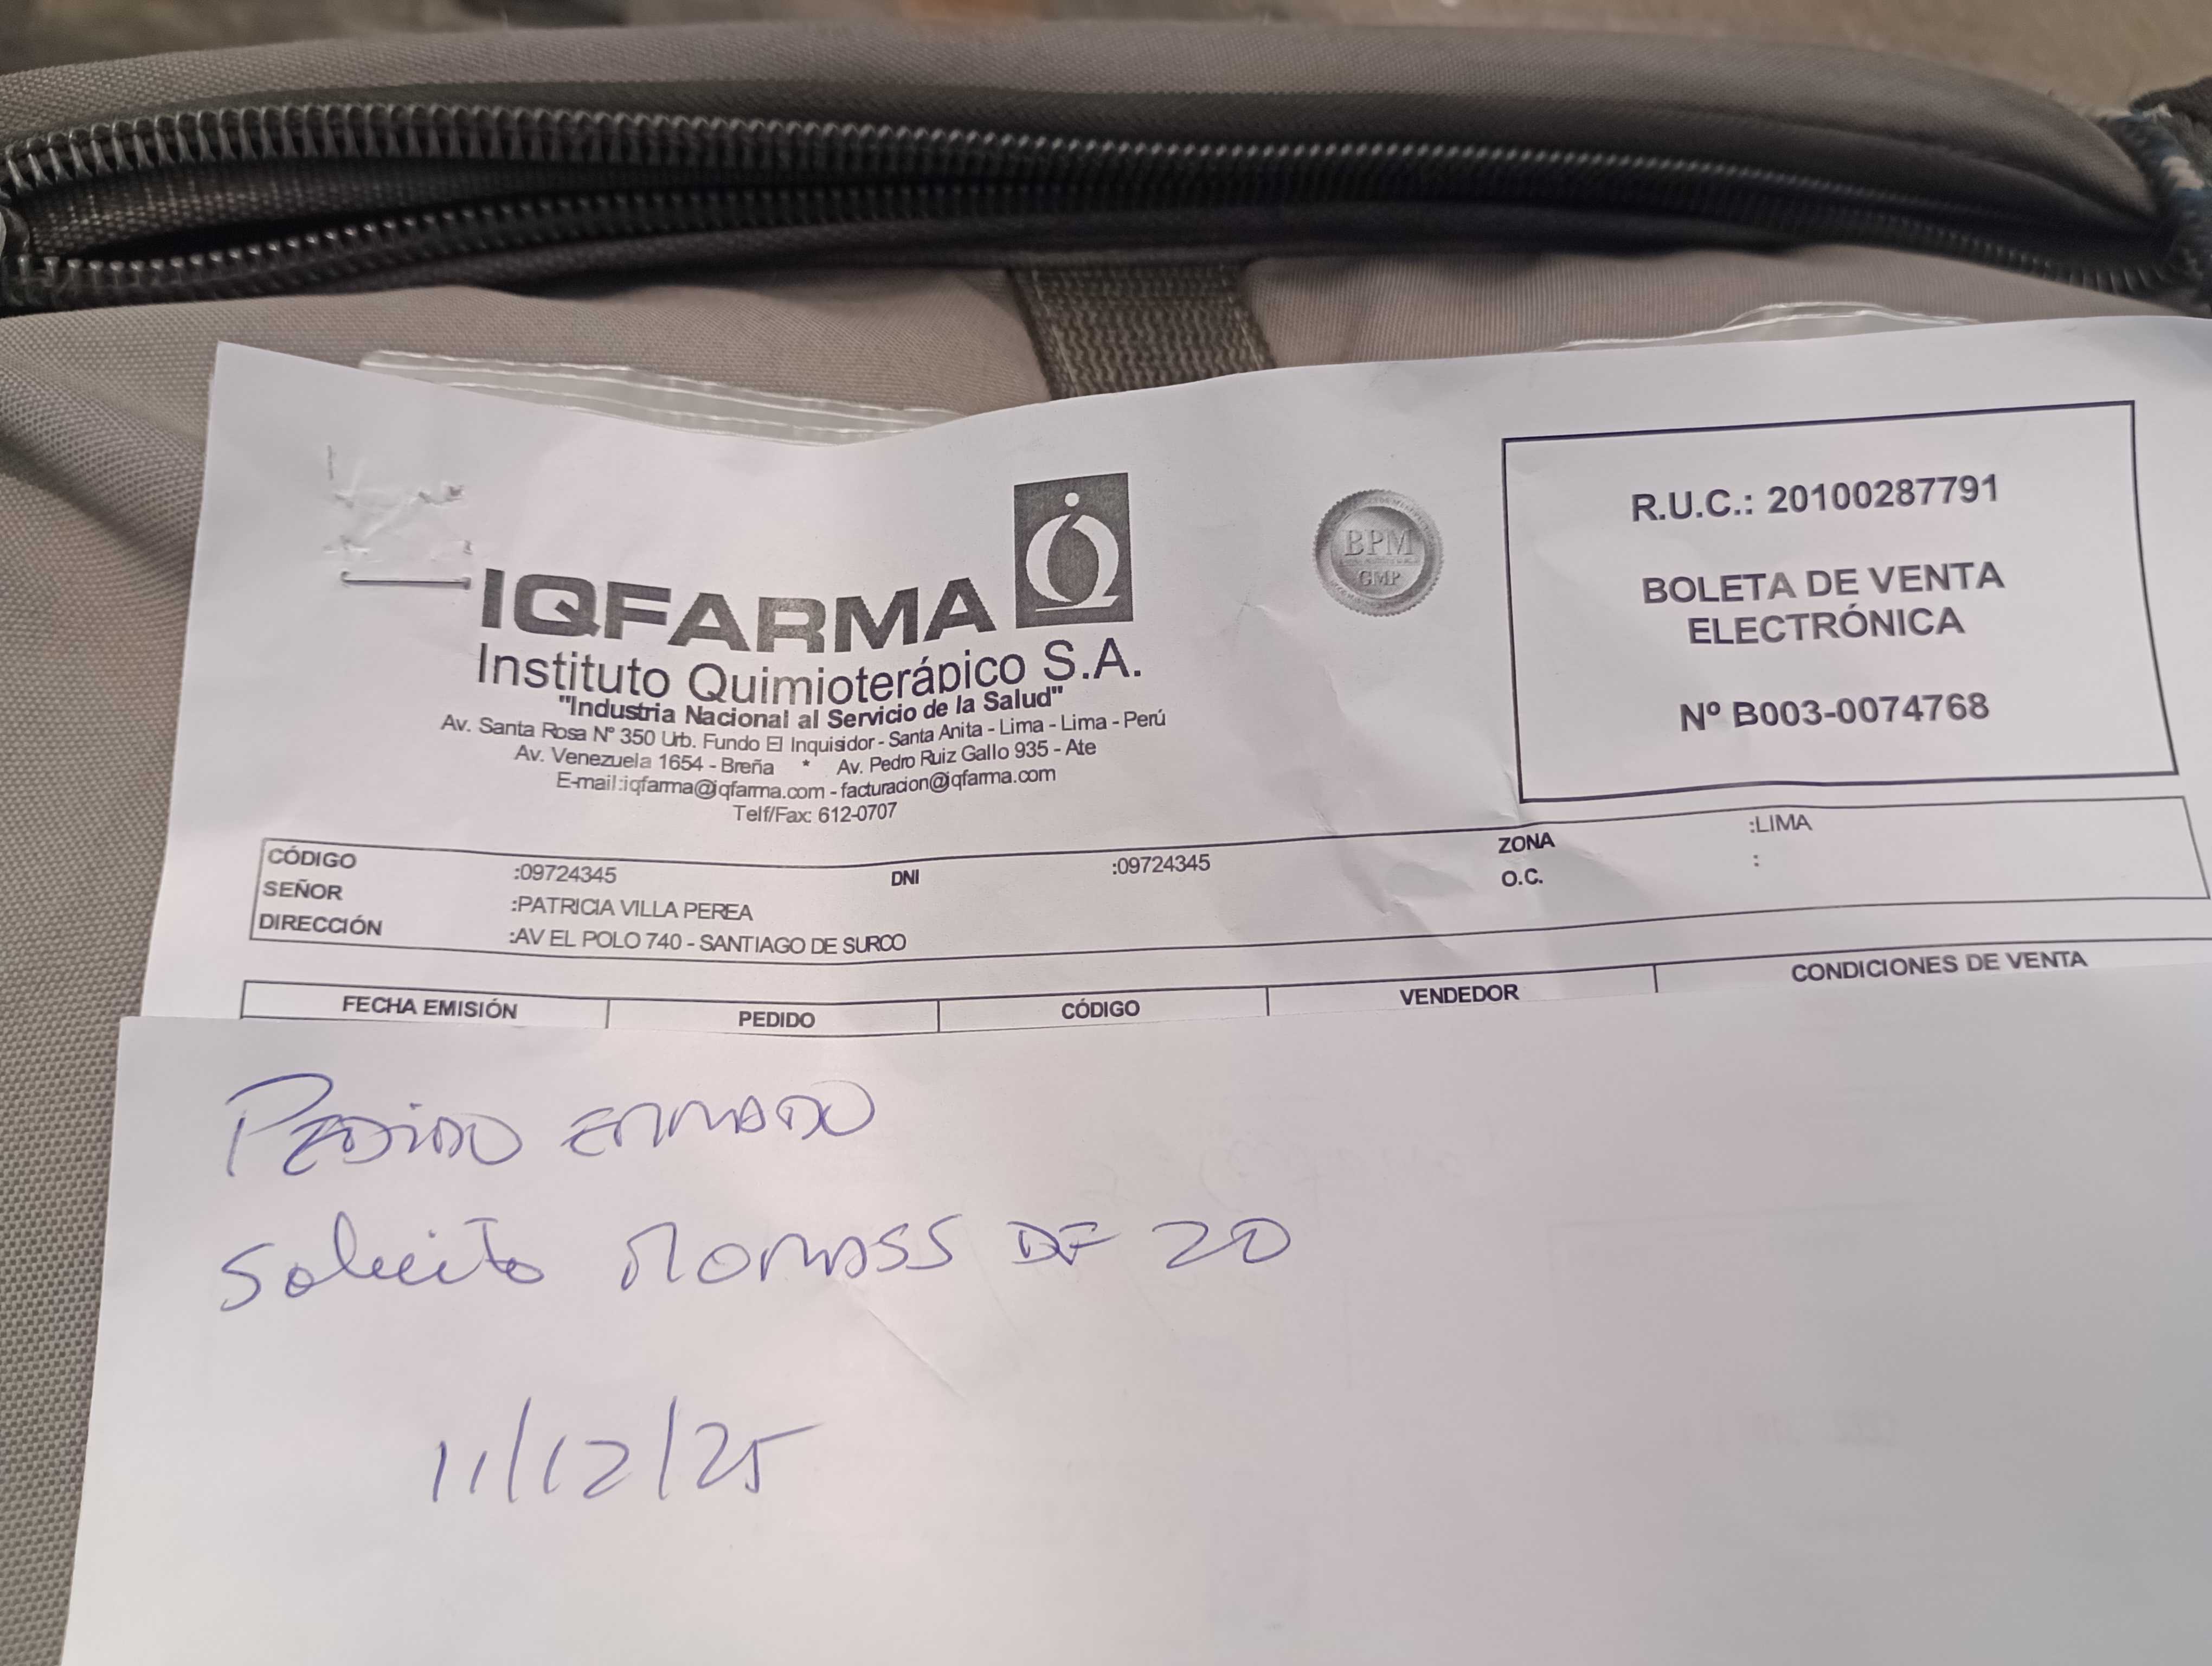 IQFARMA
Instituto Quimioterápico S.A.
"Industria Nacional al Servicio de la Salud"
Av. Santa Rosa Nº 350 Urb. Fundo El Inquisidor - Santa Anita - Lima - Lima - Perú
Av. Venezuela 1654 - Breña * Av. Pedro Ruiz Gallo 935 - Ate
E-mail:iqfarma@iqfarma.com - facturacion@iqfarma.com
Telf/Fax: 612-0707
BPM
GMP
R.U.C.: 20100287791
BOLETA DE VENTA
ELECTRÓNICA
Nº B003-0074768
CÓDIGO :09724345 DNI :09724345 ZONA :LIMA
SEÑOR :PATRICIA VILLA PEREA O.C. :
DIRECCIÓN :AV EL POLO 740 - SANTIAGO DE SURCO
FECHA EMISIÓN PEDIDO CÓDIGO VENDEDOR CONDICIONES DE VENTA
PEDIDO ERRADO
Solicito DE 20
11/12/25